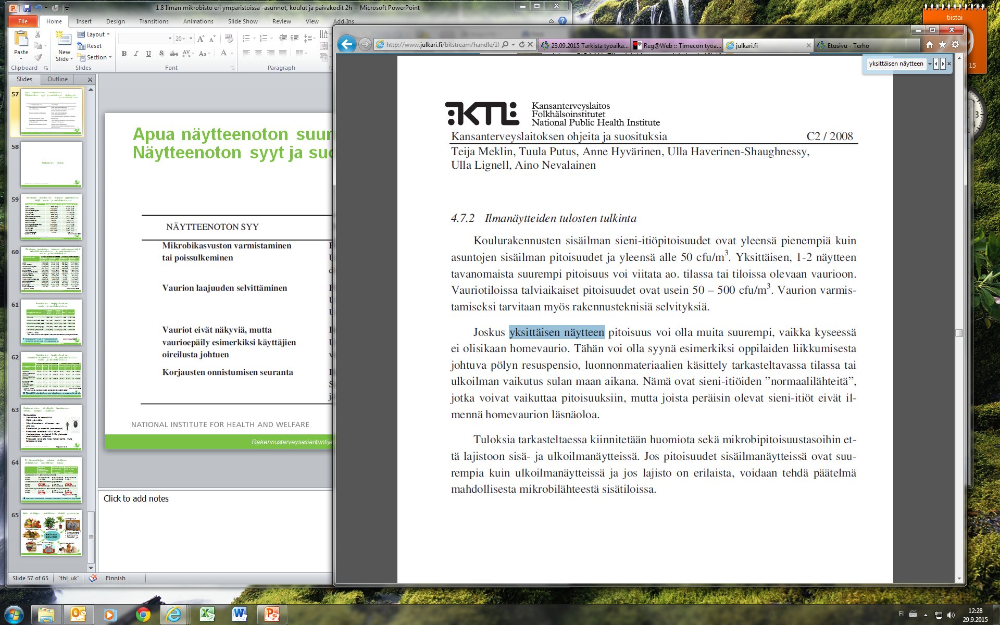 1.8 Ilman mikrobisto eri ympäristöissä -asunnot, koulut ja päiväkodit 2h - Microsoft PowerPoint
File Home Insert Design Transitions Animations Slide Show Review View Add-Ins
Paste
New Slide
Layout
Reset
Section
20+
Clipboard Slides Font Paragraph
Slides Outline
57
58
59
60
61
62
63
64
65
Apua näytteenoton suun
Näytteenoton syyt ja suo
NÄYTTEENOTON SYY
Mikrobikasvuston varmistaminen
tai poissulkeminen
Vaurion laajuuden selvittäminen
Vauriot eivät näkyviä, mutta
vaurioepäily esimerkiksi käyttäjien
oireilusta johtuen
Korjausten onnistumisen seuranta
NATIONAL INSTITUTE FOR HEALTH AND WELFARE
Rakennusterveysasiantuntija
Click to add notes
Slide 57 of 65 "thl_uk" Finnish
http://www.julkari.fi/bitstream/handle/10
23.09.2015 Tarkista työaika...
Reg@Web :: Timecon työa...
julkari.fi
Etusivu - Terho
yksittäisen näytteen
KTL
Kansanterveyslaitos
Folkhälsoinstitutet
National Public Health Institute
Kansanterveyslaitoksen ohjeita ja suosituksia C2 / 2008
Teija Meklin, Tuula Putus, Anne Hyvärinen, Ulla Haverinen-Shaughnessy,
Ulla Lignell, Aino Nevalainen
4.7.2 Ilmanäytteiden tulosten tulkinta
Koulurakennusten sisäilman sieni-itiöpitoisuudet ovat yleensä pienempiä kuin
asuntojen sisäilman pitoisuudet ja yleensä alle 50 cfu/m³. Yksittäisen, 1-2 näytteen
tavanomaista suurempi pitoisuus voi viitata ao. tilassa tai tiloissa olevaan vaurioon.
Vauriotiloissa talviaikaiset pitoisuudet ovat usein 50 – 500 cfu/m³. Vaurion varmis-
tamiseksi tarvitaan myös rakennusteknisiä selvityksiä.
Joskus yksittäisen näytteen pitoisuus voi olla muita suurempi, vaikka kyseessä
ei olisikaan homevaurio. Tähän voi olla syynä esimerkiksi oppilaiden liikkumisesta
johtuva pölyn resuspensio, luonnonmateriaalien käsittely tarkasteltavassa tilassa tai
ulkoilman vaikutus sulan maan aikana. Nämä ovat sieni-itiöiden ”normaalilähteitä”,
jotka voivat vaikuttaa pitoisuuksiin, mutta joista peräisin olevat sieni-itiöt eivät il-
mennä homevaurion läsnäoloa.
Tuloksia tarkasteltaessa kiinnitetään huomiota sekä mikrobipitoisuustasoihin et-
tä lajistoon sisä- ja ulkoilmanäytteissä. Jos pitoisuudet sisäilmanäytteissä ovat suu-
rempia kuin ulkoilmanäytteissä ja jos lajisto on erilaista, voidaan tehdä päätelmä
mahdollisesta mikrobilähteestä sisätiloissa.
tiistai
FI
12:28
29.9.2015